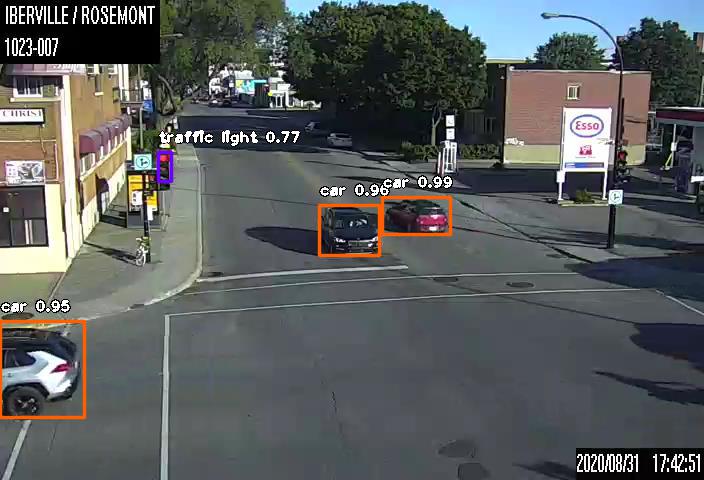 IBERVILLE / ROSEMONT
1023-007
CHRIST
traffic light 0.77
Esso
car 0.96
car 0.99
car 0.95
2020/08/31 17:42:51